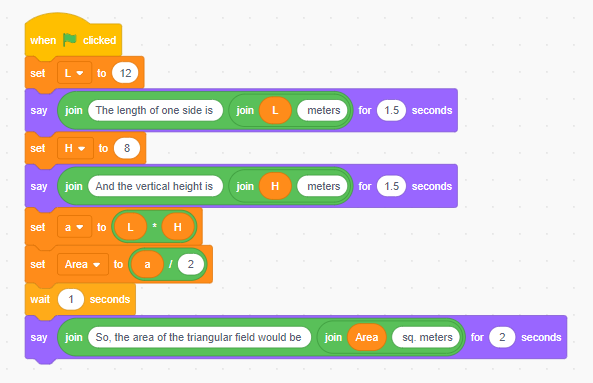 when clicked
set L to 12
say join The length of one side is join L meters for 1.5 seconds
set H to 8
say join And the vertical height is join H meters for 1.5 seconds
set a to L * H
set Area to a / 2
wait 1 seconds
say join So, the area of the triangular field would be join Area sq. meters for 2 seconds